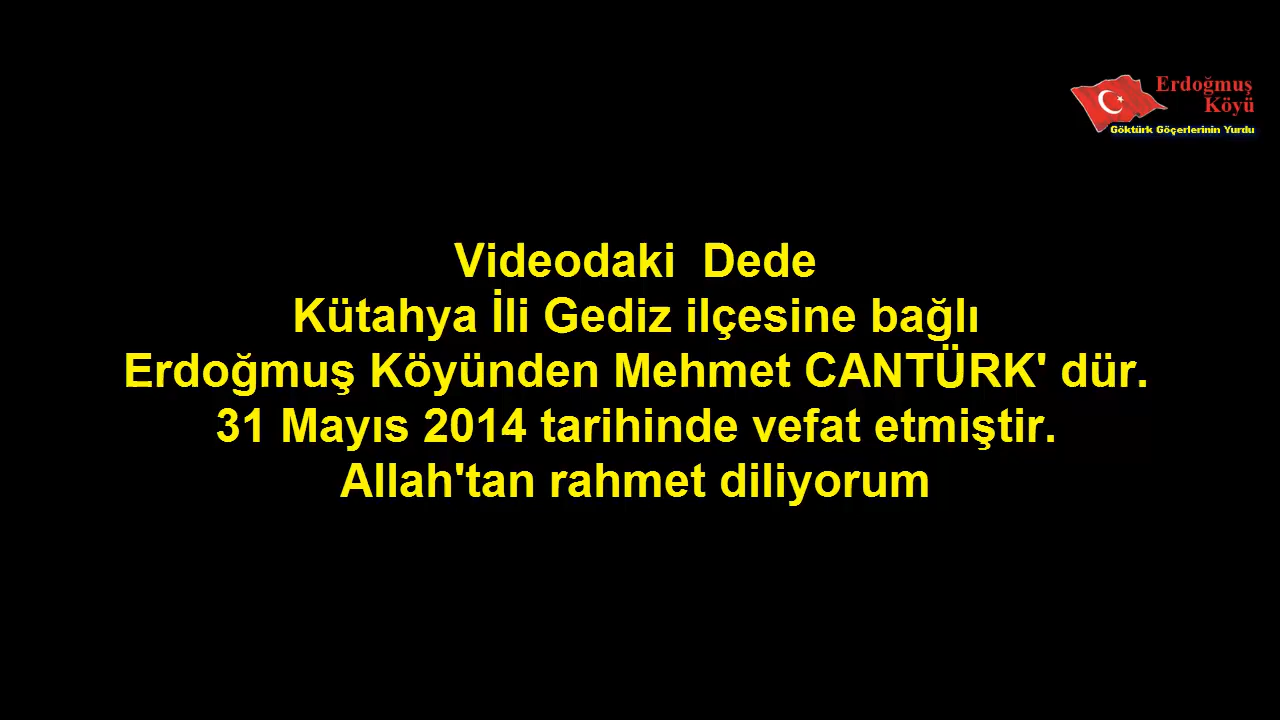 Erdoğmuş
Köyü
Göktürk Göçerlerinin Yurdu
Videodaki  Dede
Kütahya İli Gediz ilçesine bağlı
Erdoğmuş Köyünden Mehmet CANTÜRK' dür.
31 Mayıs 2014 tarihinde vefat etmiştir.
Allah'tan rahmet diliyorum